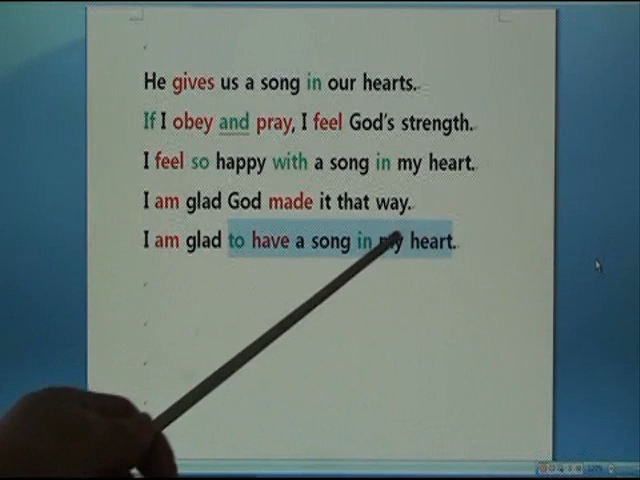 He gives us a song in our hearts.
If I obey and pray, I feel God's strength.
I feel so happy with a song in my heart.
I am glad God made it that way.
I am glad to have a song in my heart.